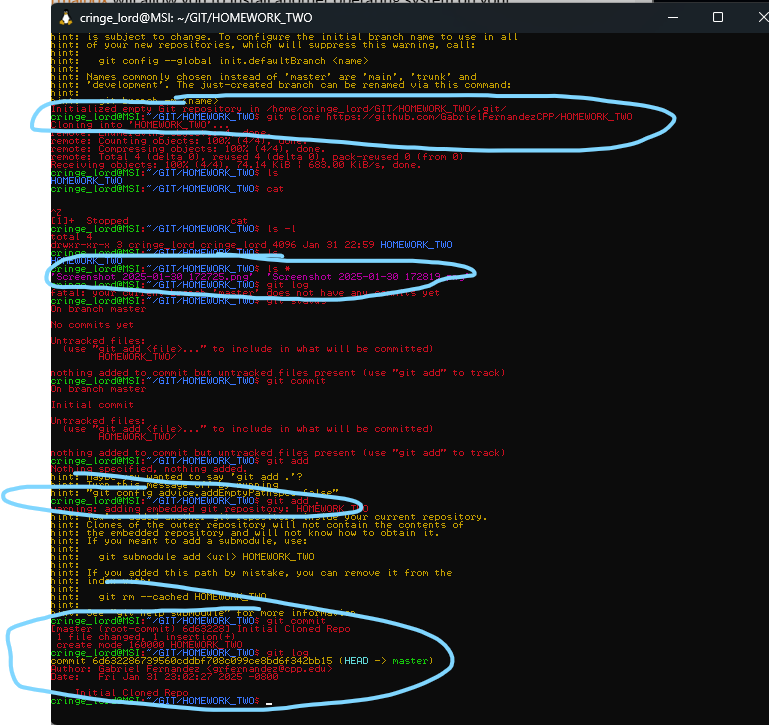 cringe_lord@MSI: ~/GIT/HOMEWORK_TWO
hint: is subject to change. To configure the initial branch name to use in all
hint: of your new repositories, which will suppress this warning, call:
hint:
hint:   git config --global init.defaultBranch <name>
hint:
hint: Names commonly chosen instead of 'master' are 'main', 'trunk' and
hint: 'development'. The just-created branch can be renamed via this command:
hint:
hint:   git branch <name>
Initialized empty git repository in /home/cringe_lord/GIT/HOMEWORK_TWO/.git/
cringe_lord@MSI:~/GIT/HOMEWORK_TWO$ git clone https://github.com/GabrielFernandezCPP/HOMEWORK_TWO
Cloning into 'HOMEWORK_TWO'...
remote: done.
remote: Counting objects: 100% (4/4), done.
remote: Compressing objects: 100% (4/4), done.
remote: Total 4 (delta 0), reused 4 (delta 0), pack-reused 0 (from 0)
Receiving objects: 100% (4/4), 74.14 KiB | 683.00 KiB/s, done.
cringe_lord@MSI:~/GIT/HOMEWORK_TWO$ ls
HOMEWORK_TWO
cringe_lord@MSI:~/GIT/HOMEWORK_TWO$ cat
^Z
[1]+  Stopped                 cat
cringe_lord@MSI:~/GIT/HOMEWORK_TWO$ ls -l
total 4
drwxr-xr-x 3 cringe_lord cringe_lord 4096 Jan 31 22:59 HOMEWORK_TWO
cringe_lord@MSI:~/GIT/HOMEWORK_TWO$ ls
HOMEWORK_TWO
cringe_lord@MSI:~/GIT/HOMEWORK_TWO$ ls *
'Screenshot 2025-01-30 172725.png'  'Screenshot 2025-01-30 172819
cringe_lord@MSI:~/GIT/HOMEWORK_TWO$ git log
fatal: your 'master' does not have any commits yet
cringe_lord@MSI:~/GIT/HOMEWORK_TWO$ git status
On branch master

No commits yet

Untracked files:
  (use "git add <file>..." to include in what will be committed)
        HOMEWORK_TWO/

nothing added to commit but untracked files present (use "git add" to track)
cringe_lord@MSI:~/GIT/HOMEWORK_TWO$ git commit
On branch master

Initial commit

Untracked files:
  (use "git add <file>..." to include in what will be committed)
        HOMEWORK_TWO/

nothing added to commit but untracked files present (use "git add" to track)
cringe_lord@MSI:~/GIT/HOMEWORK_TWO$ git add
Nothing specified, nothing added.
hint: Maybe you wanted to say 'git add .'?
hint: Turn this message off by running
hint: "git config advice.addEmptyPathspec false"
cringe_lord@MSI:~/GIT/HOMEWORK_TWO$ git add .
warning: adding embedded git repository: HOMEWORK_TWO
hint: You've added another git repository inside your current repository.
hint: Clones of the outer repository will not contain the contents of
hint: the embedded repository and will not know how to obtain it.
hint: If you meant to add a submodule, use:
hint:
hint:   git submodule add <url> HOMEWORK_TWO
hint:
hint: If you added this path by mistake, you can remove it from the
hint: index with:
hint:
hint:   git rm --cached HOMEWORK_TWO
hint:
hint: See "git help submodule" for more information.
cringe_lord@MSI:~/GIT/HOMEWORK_TWO$ git commit
[master (root-commit) 6d63228] Initial Cloned Repo
 1 file changed, 1 insertion(+)
 create mode 160000 HOMEWORK_TWO
cringe_lord@MSI:~/GIT/HOMEWORK_TWO$ git log
commit 6d632286739560cddbf708c099ce8bd6f342bb15 (HEAD -> master)
Author: Gabriel Fernandez <grfernandez@cpp.edu>
Date:   Fri Jan 31 23:02:27 2025 -0800

    Initial Cloned Repo
cringe_lord@MSI:~/GIT/HOMEWORK_TWO$